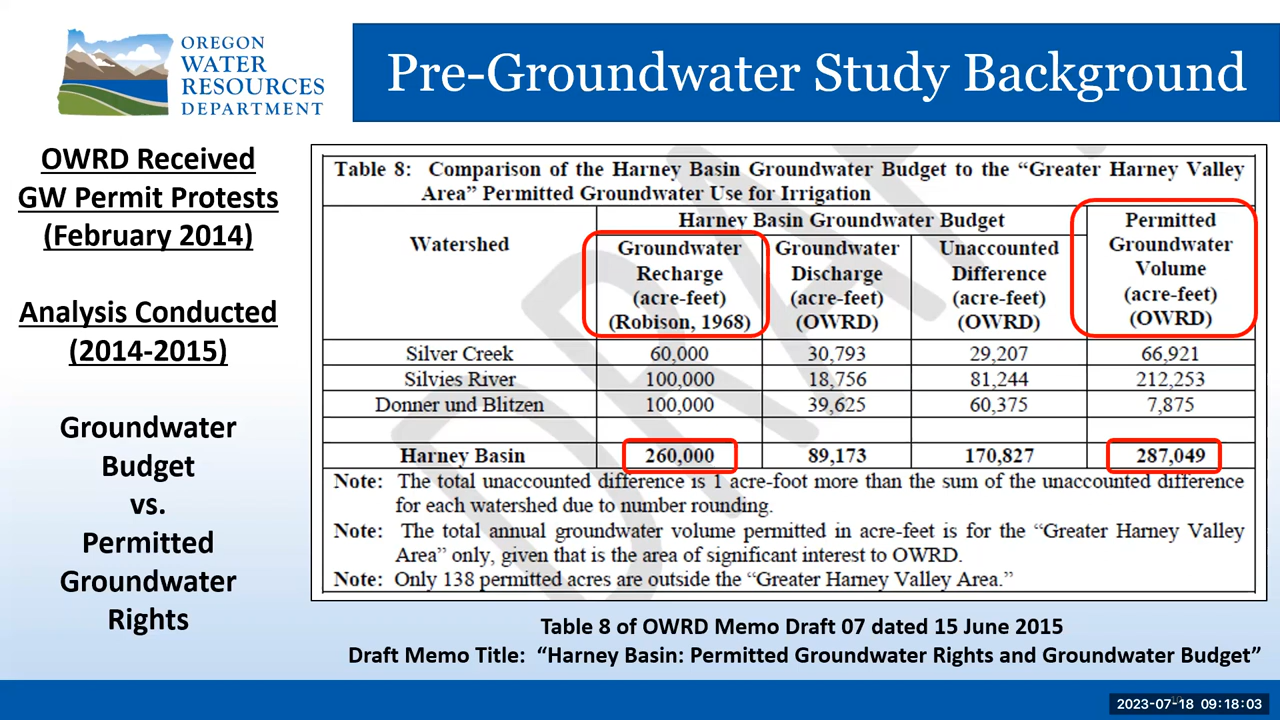 OREGON
WATER
RESOURCES
DEPARTMENT
Pre-Groundwater Study Background
OWRD Received
GW Permit Protests
(February 2014)
Analysis Conducted
(2014-2015)
Groundwater
Budget
vs.
Permitted
Groundwater
Rights
Table 8: Comparison of the Harney Basin Groundwater Budget to the “Greater Harney Valley
Area” Permitted Groundwater Use for Irrigation
Watershed
Harney Basin Groundwater Budget
Groundwater
Recharge
(acre-feet)
(Robison, 1968)
Groundwater
Discharge
(acre-feet)
(OWRD)
Unaccounted
Difference
(acre-feet)
(OWRD)
Permitted
Groundwater
Volume
(acre-feet)
(OWRD)
Silver Creek 60,000 30,793 29,207 66,921
Silvies River 100,000 18,756 81,244 212,253
Donner und Blitzen 100,000 39,625 60,375 7,875
Harney Basin 260,000 89,173 170,827 287,049
Note: The total unaccounted difference is 1 acre-foot more than the sum of the unaccounted difference
for each watershed due to number rounding.
Note: The total annual groundwater volume permitted in acre-feet is for the “Greater Harney Valley
Area” only, given that is the area of significant interest to OWRD.
Note: Only 138 permitted acres are outside the “Greater Harney Valley Area.”
DRAFT
Table 8 of OWRD Memo Draft 07 dated 15 June 2015
Draft Memo Title: “Harney Basin: Permitted Groundwater Rights and Groundwater Budget”
2023-07-18 09:18:03